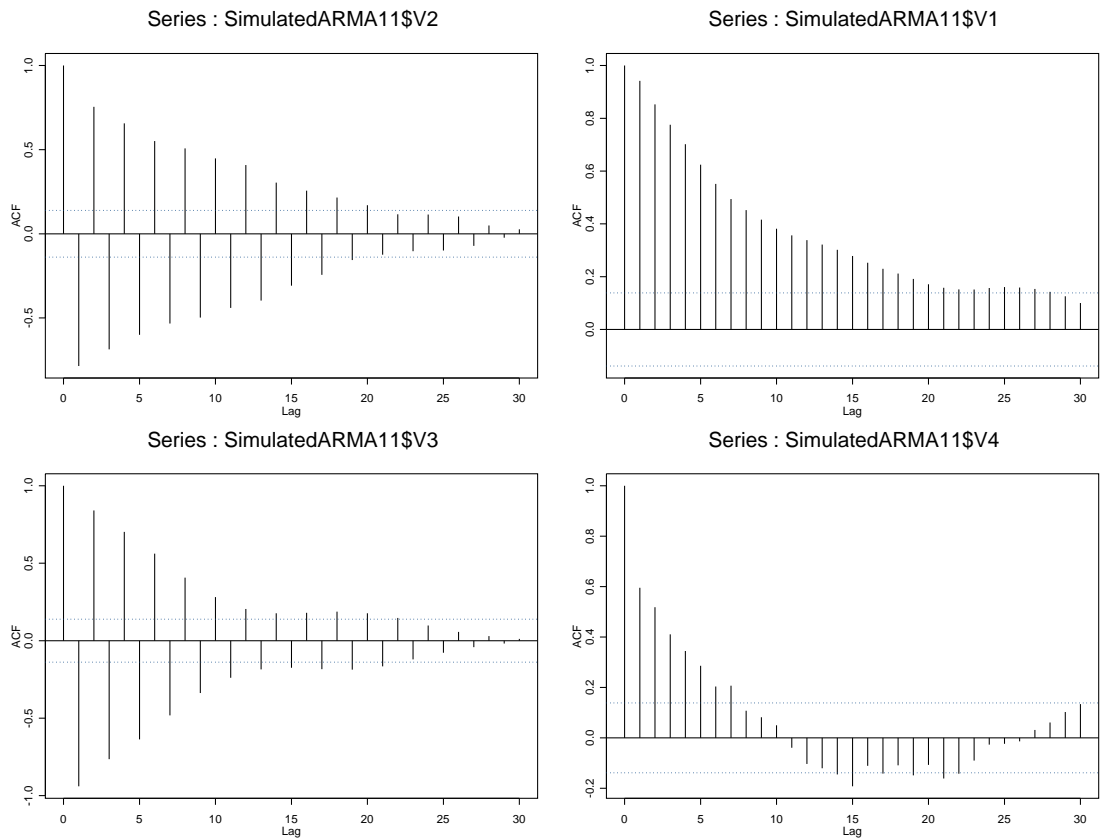 Series : SimulatedARMA11$V2
ACF
-0.5 0.0 0.5 1.0
0 5 10 15 20 25 30
Lag
Series : SimulatedARMA11$V1
ACF
0.0 0.2 0.4 0.6 0.8 1.0
0 5 10 15 20 25 30
Lag
Series : SimulatedARMA11$V3
ACF
-1.0 -0.5 0.0 0.5 1.0
0 5 10 15 20 25 30
Lag
Series : SimulatedARMA11$V4
ACF
-0.2 0.0 0.2 0.4 0.6 0.8 1.0
0 5 10 15 20 25 30
Lag